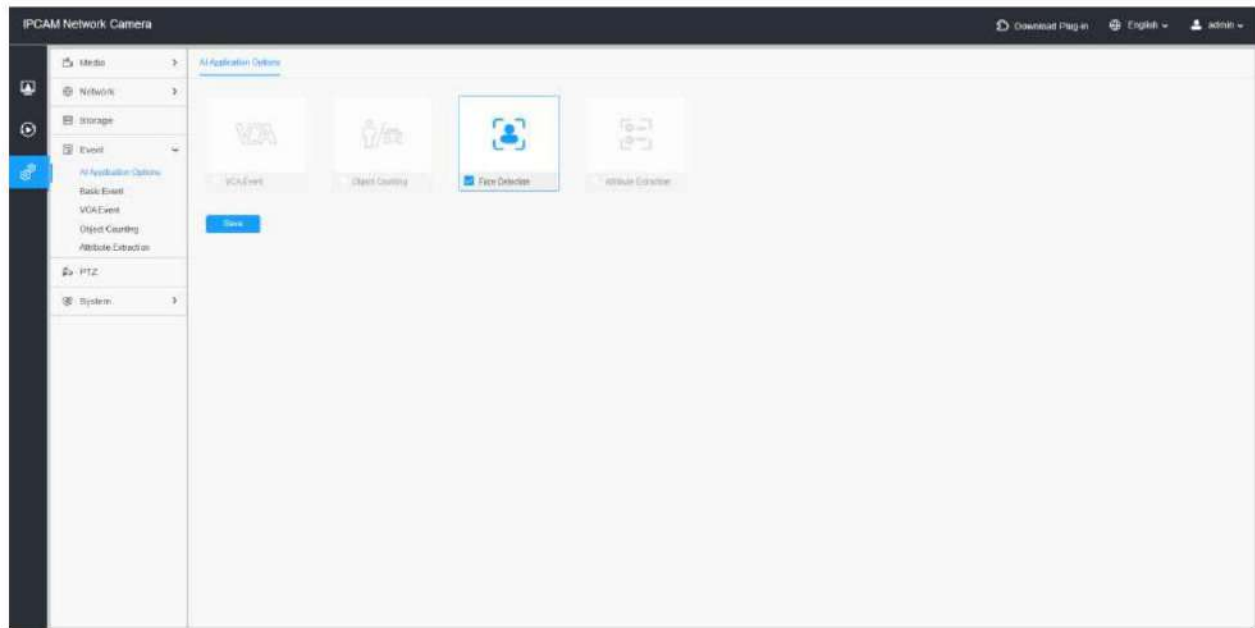 IPCAM Network Camera
Download Plug-in
English
admin
Media
Network
Storage
Event
AI Application Options
Basic Event
VCA Event
Object Counting
Attribute Extraction
PTZ
System
AI Application Options
VCA
VCA Event
Object Counting
Face Detection
Attribute Extraction
Save